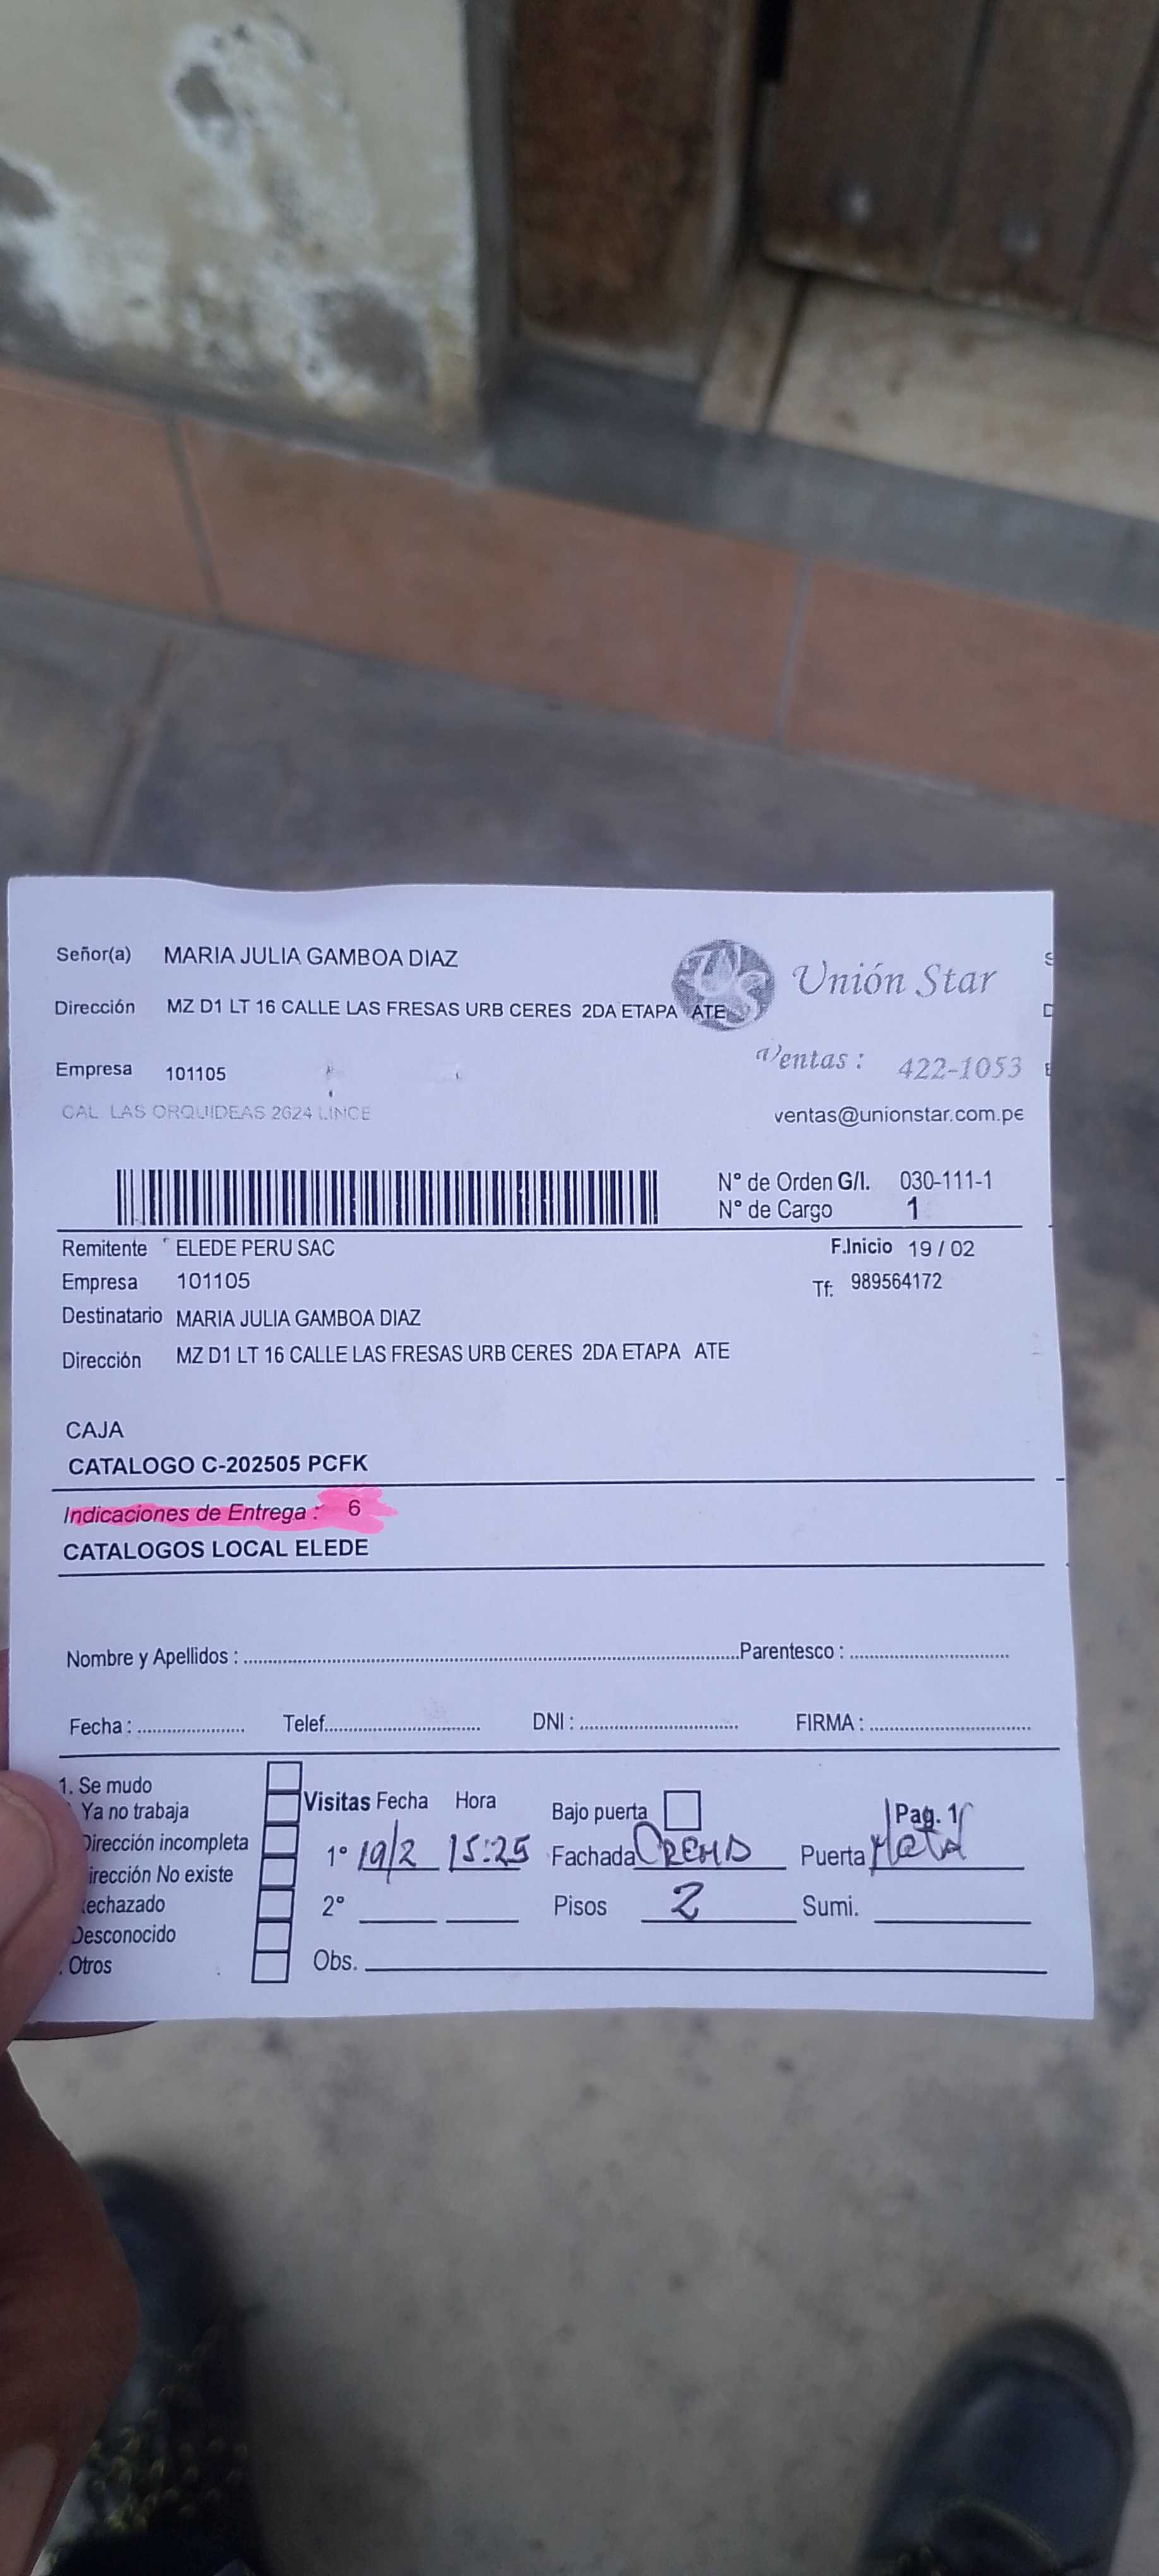 Señor(a) MARIA JULIA GAMBOA DIAZ
Unión Star
Dirección MZ D1 LT 16 CALLE LAS FRESAS URB CERES 2DA ETAPA ATE
Ventas : 422-1053
Empresa 101105
CAL LAS ORQUIDEAS 2624 LINCE
ventas@unionstar.com.pe
N° de Orden G/I. 030-111-1
N° de Cargo 1
Remitente ELEDE PERU SAC F.Inicio 19 / 02
Empresa 101105 Tf: 989564172
Destinatario MARIA JULIA GAMBOA DIAZ
Dirección MZ D1 LT 16 CALLE LAS FRESAS URB CERES 2DA ETAPA ATE
CAJA
CATALOGO C-202505 PCFK
Indicaciones de Entrega : 6
CATALOGOS LOCAL ELEDE
Nombre y Apellidos : Parentesco :
Fecha : Telef. DNI : FIRMA :
1. Se mudo
Ya no trabaja
Dirección incompleta
irección No existe
echazado
Desconocido
. Otros
Visitas Fecha Hora Bajo puerta Pag. 1
1° 19/2 15:25 Fachada CREMA Puerta Metal
2° Pisos 2 Sumi.
Obs.